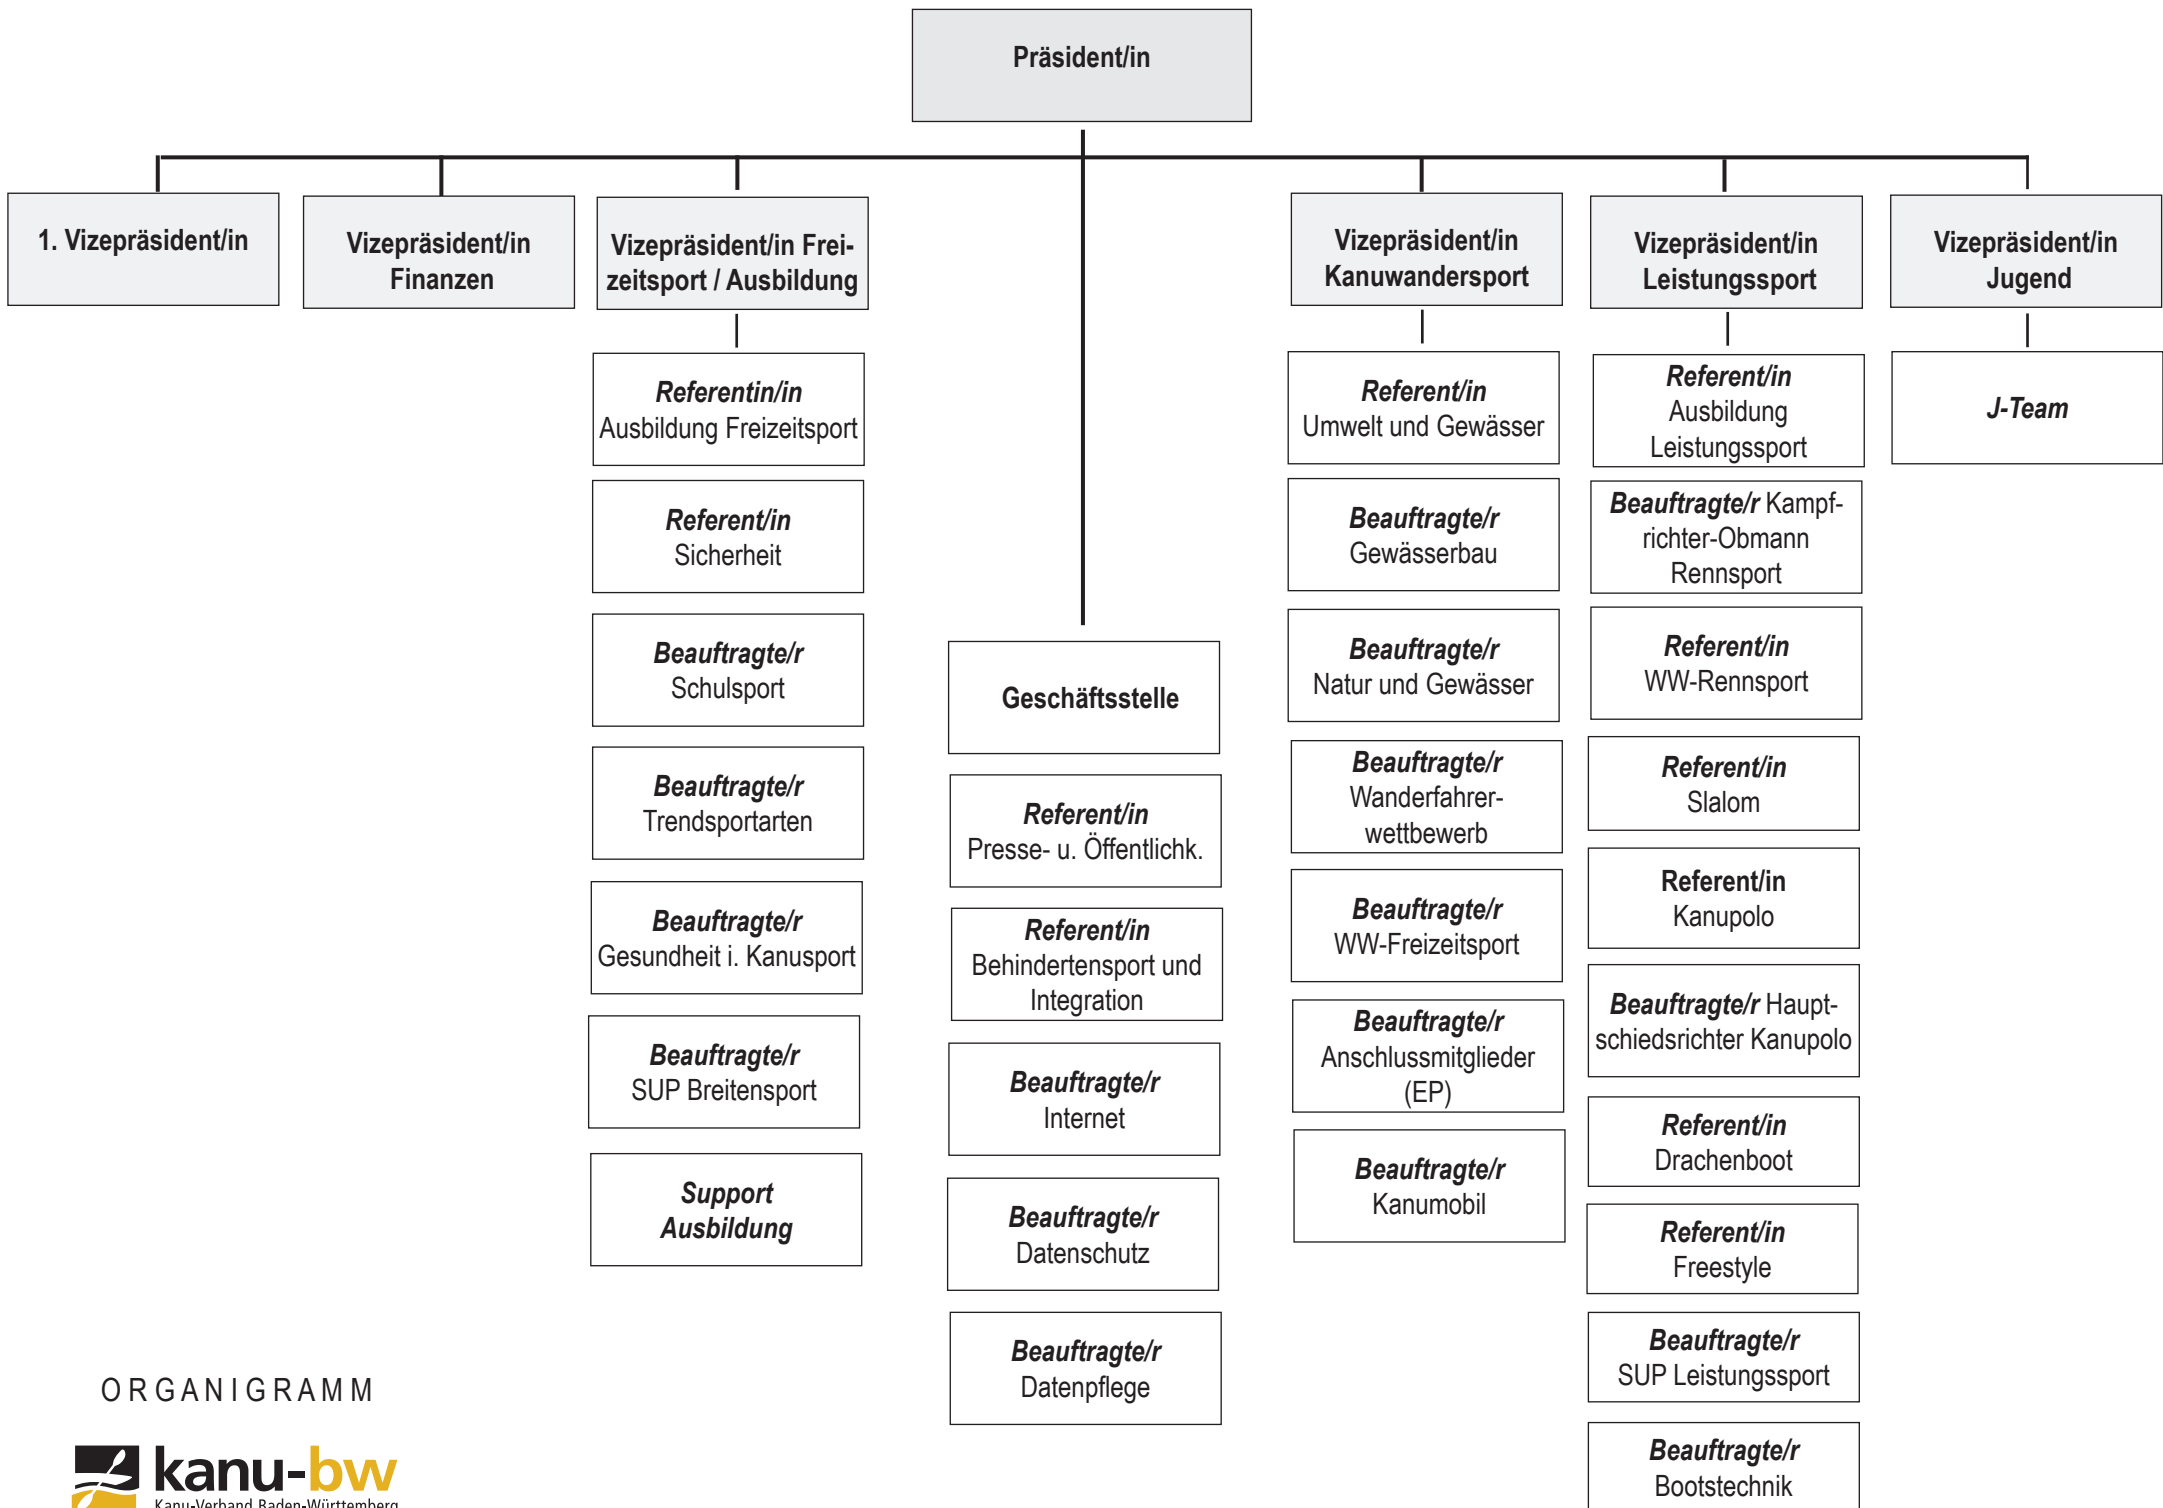 Präsident/in
1. Vizepräsident/in
Vizepräsident/in
Finanzen
Vizepräsident/in Frei-
zeitsport / Ausbildung
Vizepräsident/in
Kanuwandersport
Vizepräsident/in
Leistungssport
Vizepräsident/in
Jugend
Referentin/in
Ausbildung Freizeitsport
Referent/in
Sicherheit
Beauftragte/r
Schulsport
Beauftragte/r
Trendsportarten
Beauftragte/r
Gesundheit i. Kanusport
Beauftragte/r
SUP Breitensport
Support
Ausbildung
Geschäftsstelle
Referent/in
Presse- u. Öffentlichk.
Referent/in
Behindertensport und
Integration
Beauftragte/r
Internet
Beauftragte/r
Datenschutz
Beauftragte/r
Datenpflege
Referent/in
Umwelt und Gewässer
Beauftragte/r
Gewässerbau
Beauftragte/r
Natur und Gewässer
Beauftragte/r
Wanderfahrer-
wettbewerb
Beauftragte/r
WW-Freizeitsport
Beauftragte/r
Anschlussmitglieder
(EP)
Beauftragte/r
Kanumobil
Referent/in
Ausbildung
Leistungssport
Beauftragte/r Kampf-
richter-Obmann
Rennsport
Referent/in
WW-Rennsport
Referent/in
Slalom
Referent/in
Kanupolo
Beauftragte/r Haupt-
schiedsrichter Kanupolo
Referent/in
Drachenboot
Referent/in
Freestyle
Beauftragte/r
SUP Leistungssport
Beauftragte/r
Bootstechnik
J-Team
ORGANIGRAMM
kanu-bw
Kanu-Verband Baden-Württemberg